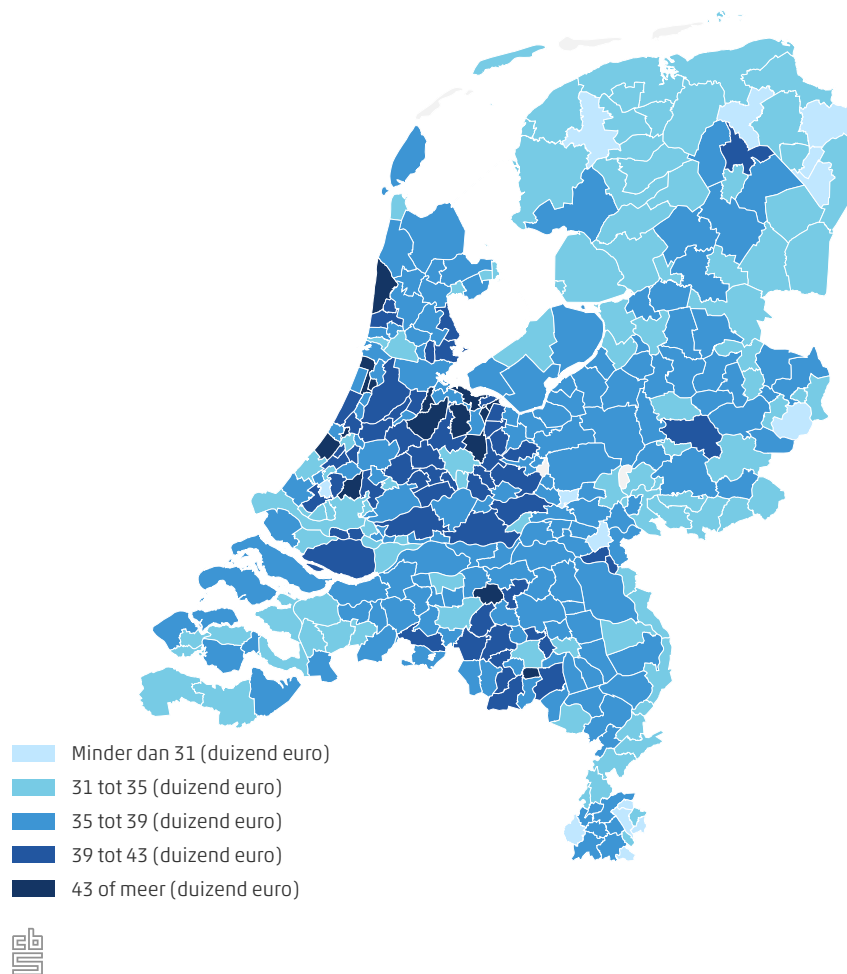 Minder dan 31 (duizend euro)
31 tot 35 (duizend euro)
35 tot 39 (duizend euro)
39 tot 43 (duizend euro)
43 of meer (duizend euro)
cbs